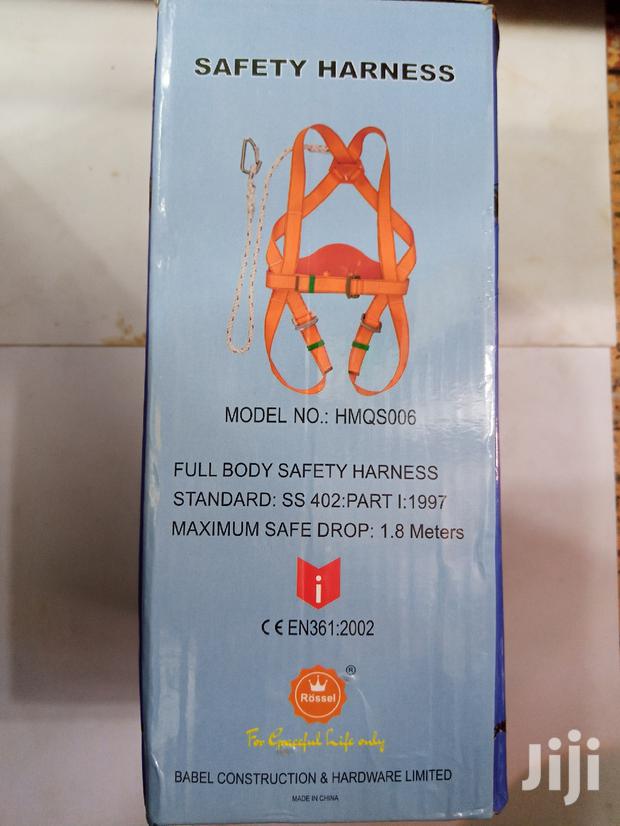 SAFETY HARNESS
MODEL NO.: HMQS006
FULL BODY SAFETY HARNESS
STANDARD: SS 402:PART I:1997
MAXIMUM SAFE DROP: 1.8 Meters
i
CE EN361:2002
®
Rössel
For Graceful Life only
BABEL CONSTRUCTION & HARDWARE LIMITED
MADE IN CHINA
Jiji